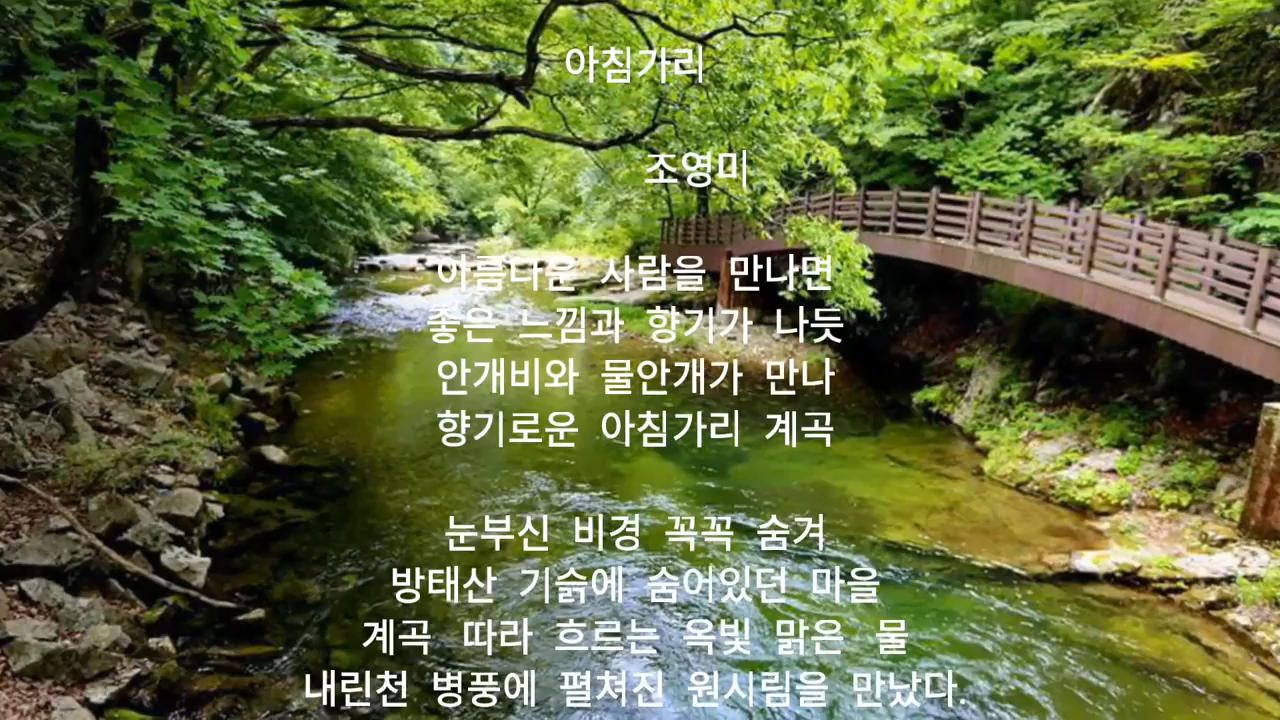 아침가리
조영미
아름다운 사람을 만나면
좋은 느낌과 향기가 나듯
안개비와 물안개가 만나
향기로운 아침가리 계곡
눈부신 비경 꼭꼭 숨겨
방태산 기슭에 숨어있던 마을
계곡 따라 흐르는 옥빛 맑은 물
내린천 병풍에 펼쳐진 원시림을 만났다.